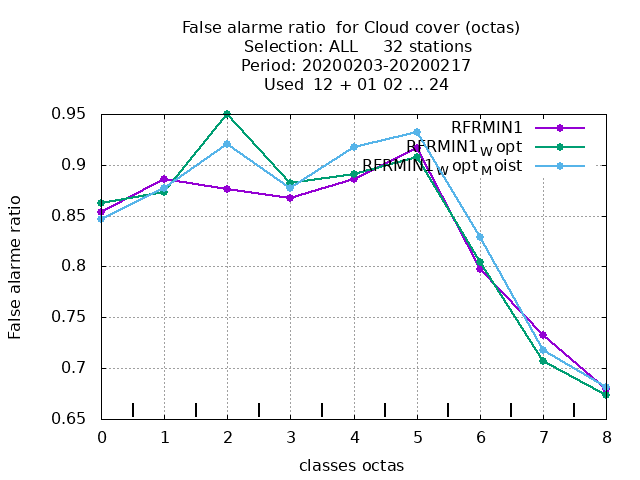 False alarme ratio  for Cloud cover (octas)
Selection: ALL     32 stations
Period: 20200203-20200217
Used  12 + 01 02 ... 24
RFRMIN1
RFRMIN1_W opt
RFRMIN1_W opt_M oist
False alarme ratio
0.95
0.9
0.85
0.8
0.75
0.7
0.65
0 1 2 3 4 5 6 7 8
classes octas